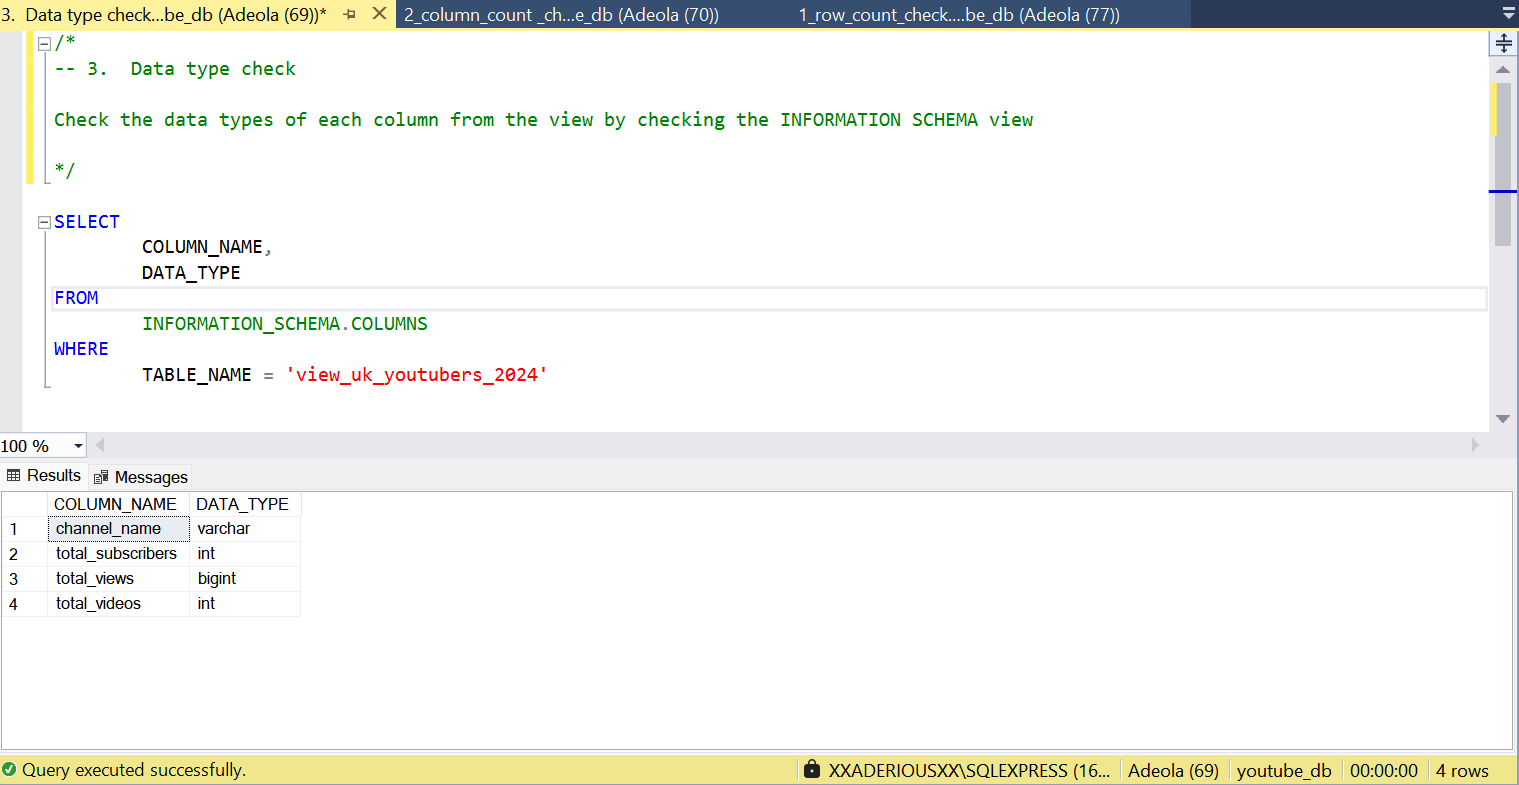 3. Data type check...be_db (Adeola (69))* 2_column_count _ch...e_db (Adeola (70)) 1_row_count_check....be_db (Adeola (77))
/*
-- 3.  Data type check
Check the data types of each column from the view by checking the INFORMATION SCHEMA view
*/
SELECT
COLUMN_NAME,
DATA_TYPE
FROM
INFORMATION_SCHEMA.COLUMNS
WHERE
TABLE_NAME = 'view_uk_youtubers_2024'
100 %
Results Messages
COLUMN_NAME DATA_TYPE
1 channel_name varchar
2 total_subscribers int
3 total_views bigint
4 total_videos int
Query executed successfully. XXADERIOUSXX\SQLEXPRESS (16... Adeola (69) youtube_db 00:00:00 4 rows